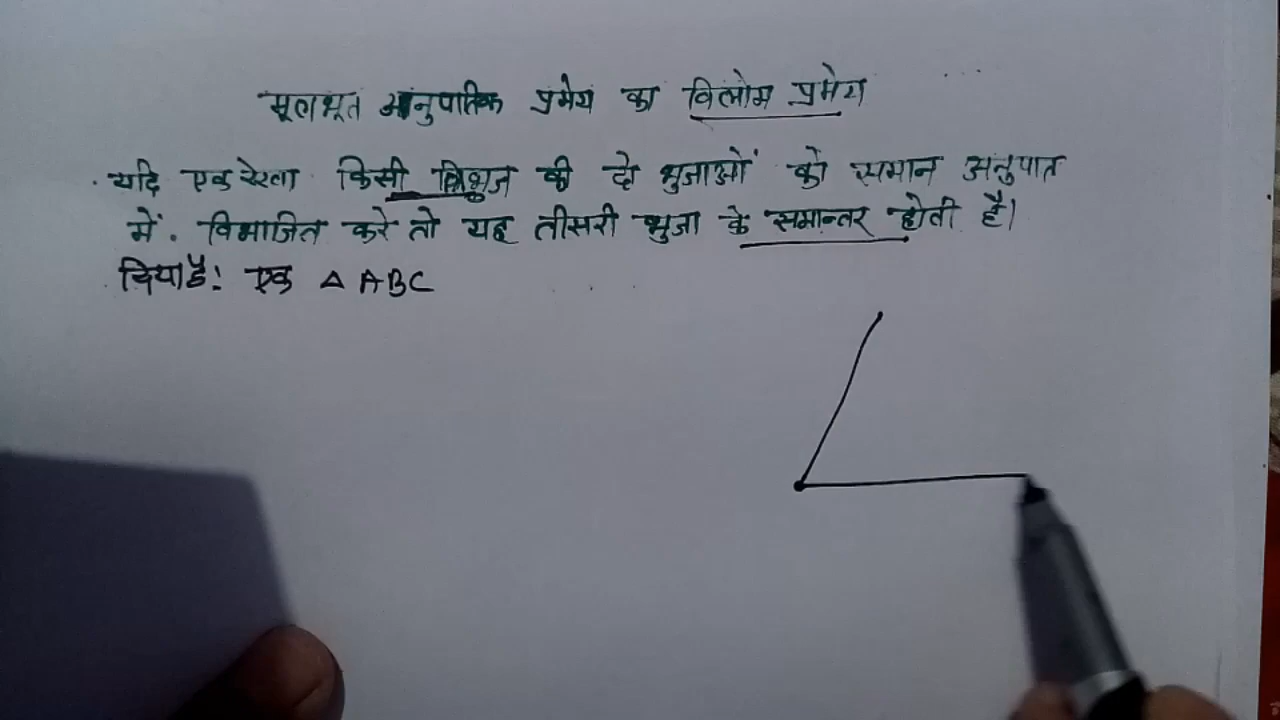 मूलभूत आनुपातिक प्रमेय का विलोम प्रमेय
यदि एक रेखा किसी त्रिभुज की दो भुजाओं को समान अनुपात
में विभाजित करे तो यह तीसरी भुजा के समान्तर होती है।
दिया है: एक Δ ABC